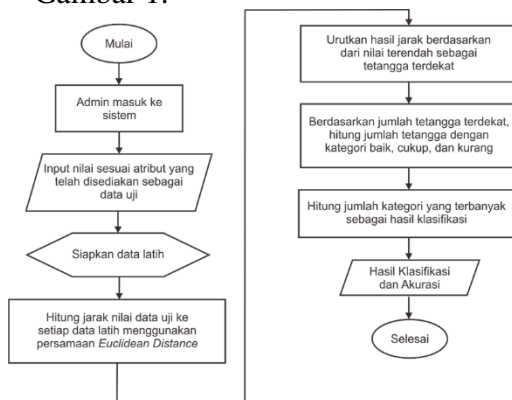 Gambar 1.
Mulai
Admin masuk ke
sistem
Input nilai sesuai atribut yang
telah disediakan sebagai
data uji
Siapkan data latih
Hitung jarak nilai data uji ke
setiap data latih menggunakan
persamaan Euclidean Distance
Urutkan hasil jarak berdasarkan
dari nilai terendah sebagai
tetangga terdekat
Berdasarkan jumlah tetangga terdekat,
hitung jumlah tetangga dengan
kategori baik, cukup, dan kurang
Hitung jumlah kategori yang terbanyak
sebagai hasil klasifikasi
Hasil Klasifikasi
dan Akurasi
Selesai